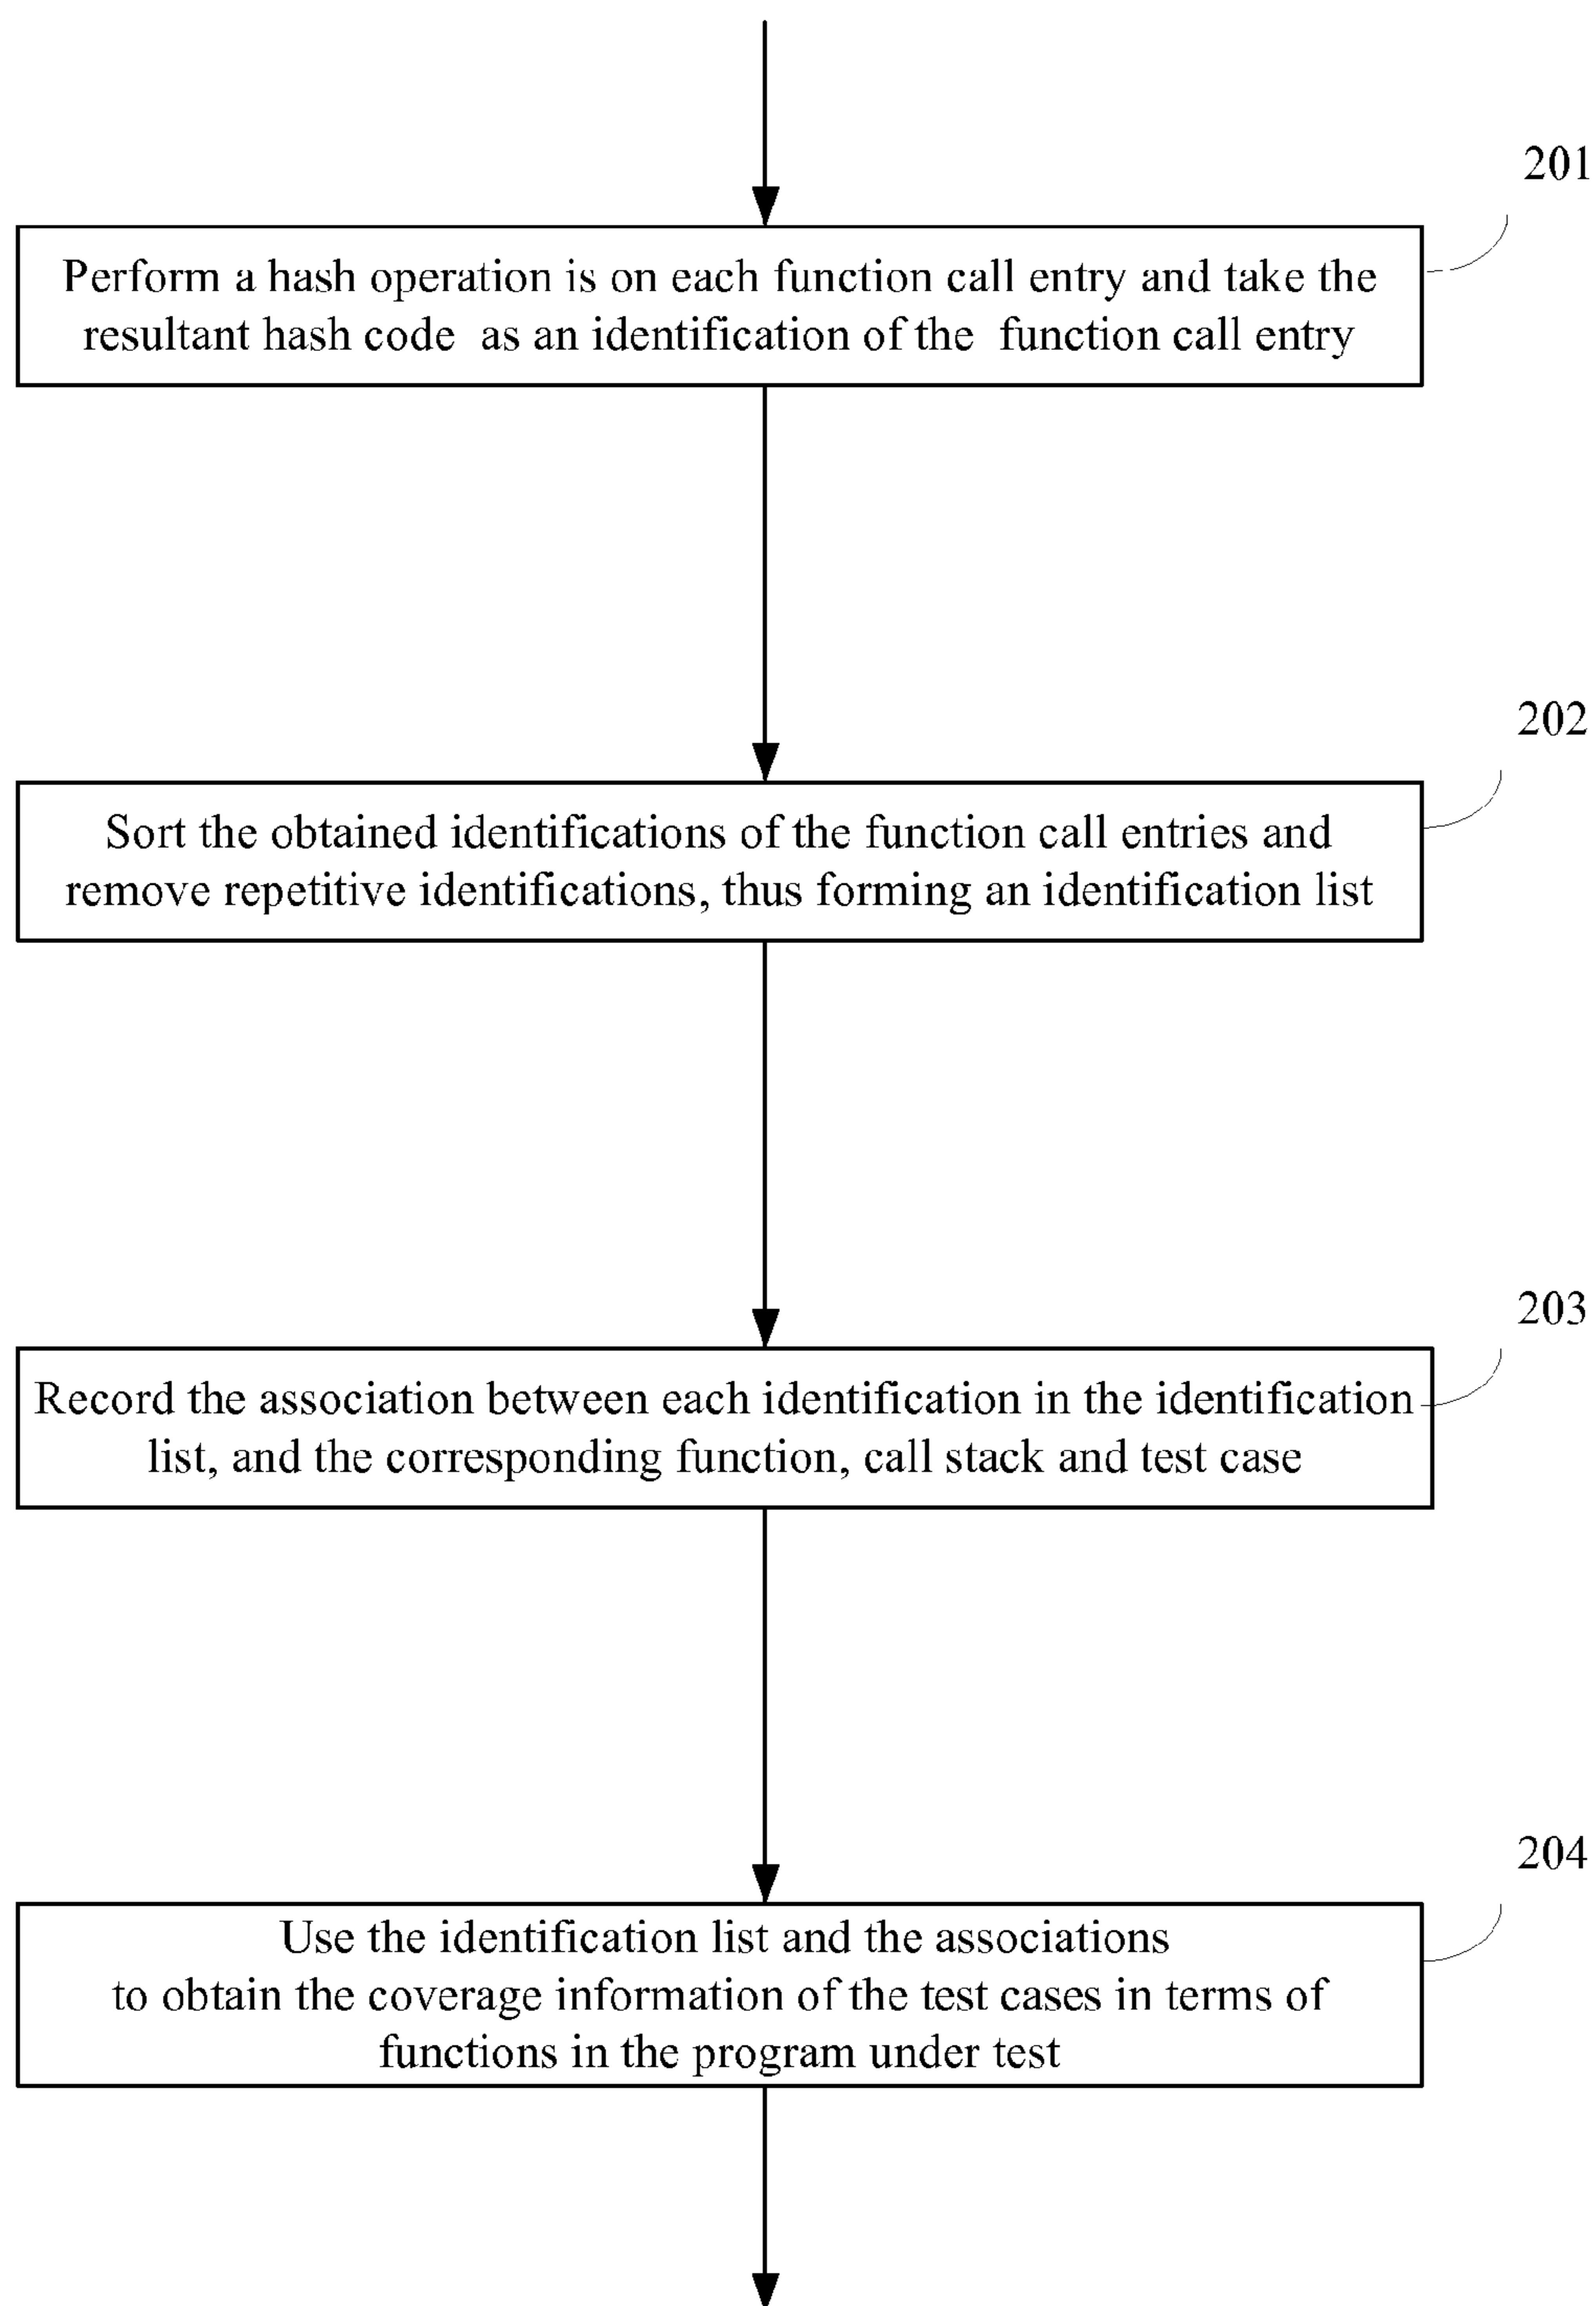 201
Perform a hash operation is on each function call entry and take the
resultant hash code as an identification of the function call entry
202
Sort the obtained identifications of the function call entries and
remove repetitive identifications, thus forming an identification list
203
Record the association between each identification in the identification
list, and the corresponding function, call stack and test case
204
Use the identification list and the associations
to obtain the coverage information of the test cases in terms of
functions in the program under test